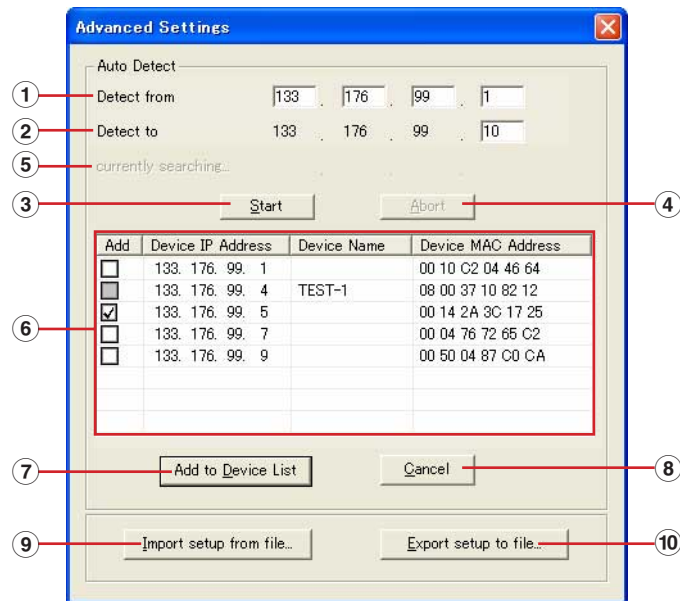 Advanced Settings
Auto Detect
① Detect from 133 . 176 . 99 . 1
② Detect to 133 . 176 . 99 . 10
⑤ currently searching... . . .
③ Start Abort ④
Add Device IP Address Device Name Device MAC Address
133. 176. 99. 1 00 10 C2 04 46 64
133. 176. 99. 4 TEST-1 08 00 37 10 82 12
⑥ 133. 176. 99. 5 00 14 2A 3C 17 25
133. 176. 99. 7 00 04 76 72 65 C2
133. 176. 99. 9 00 50 04 87 C0 CA
⑦ Add to Device List Cancel ⑧
⑨ Import setup from file... Export setup to file... ⑩